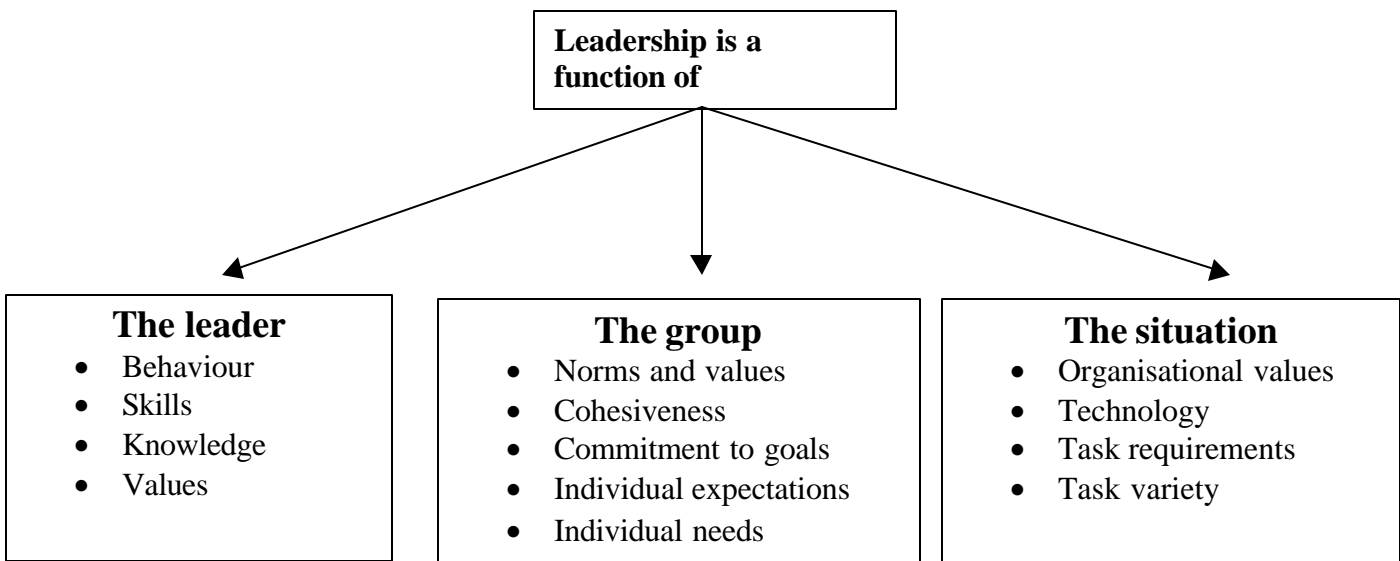 Leadership is a
function of
The leader
• Behaviour
• Skills
• Knowledge
• Values
The group
• Norms and values
• Cohesiveness
• Commitment to goals
• Individual expectations
• Individual needs
The situation
• Organisational values
• Technology
• Task requirements
• Task variety